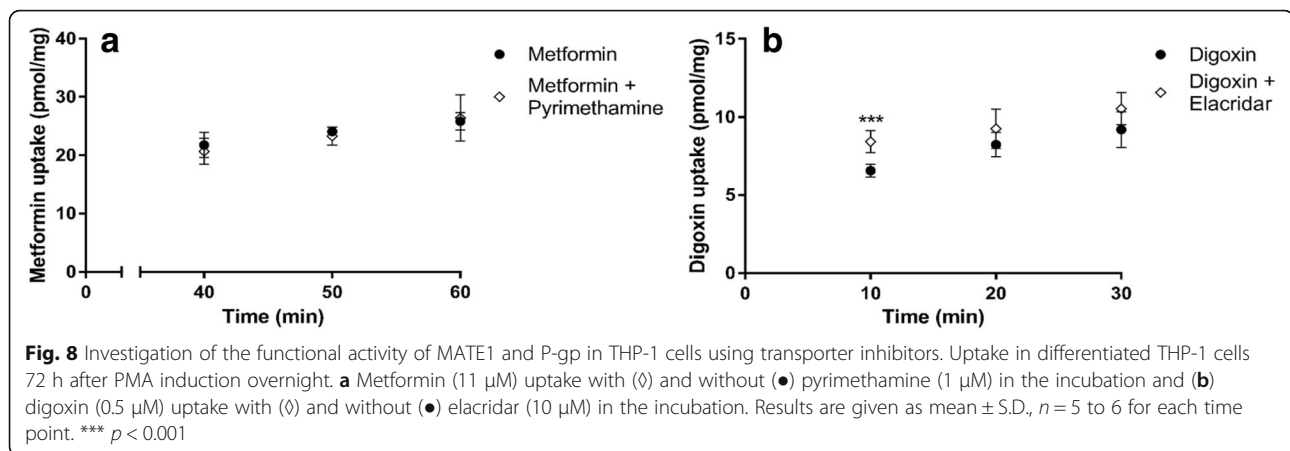 a
Metformin uptake (pmol/mg)
40
30
20
10
0
0
40
50
60
Time (min)
● Metformin
◇ Metformin +
Pyrimethamine
b
Digoxin uptake (pmol/mg)
15
10
5
0
0
10
20
30
Time (min)
***
● Digoxin
◇ Digoxin +
Elacridar
Fig. 8 Investigation of the functional activity of MATE1 and P-gp in THP-1 cells using transporter inhibitors. Uptake in differentiated THP-1 cells
72 h after PMA induction overnight. a Metformin (11 μM) uptake with (◊) and without (●) pyrimethamine (1 μM) in the incubation and (b)
digoxin (0.5 μM) uptake with (◊) and without (●) elacridar (10 μM) in the incubation. Results are given as mean ± S.D., n = 5 to 6 for each time
point. *** p < 0.001